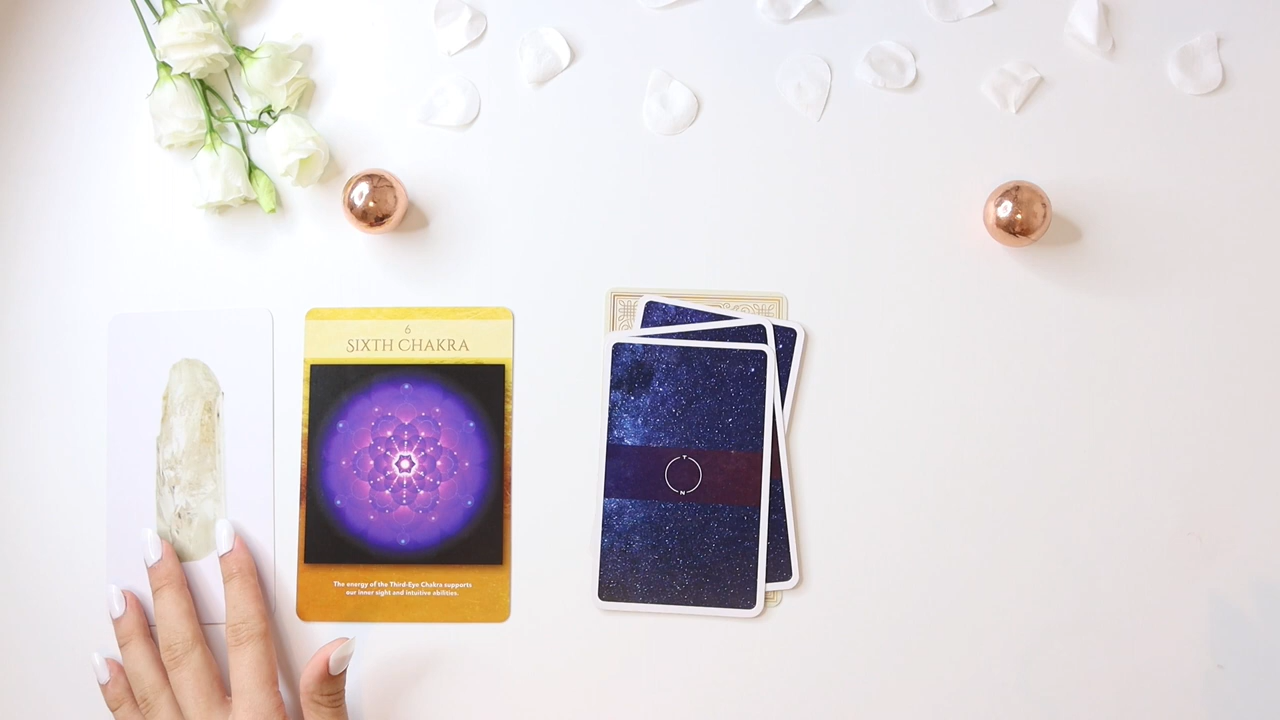 6
SIXTH CHAKRA
The energy of the Third-Eye Chakra supports
our inner sight and intuitive abilities.
T
N